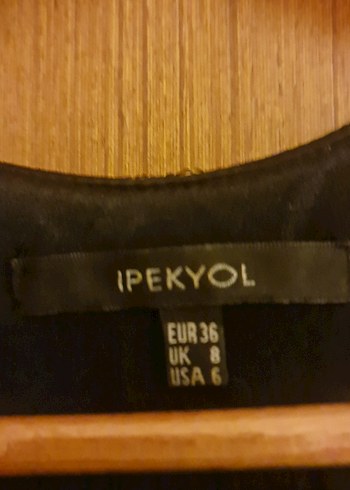 IPEKYOL
EUR 36
UK 8
USA 6